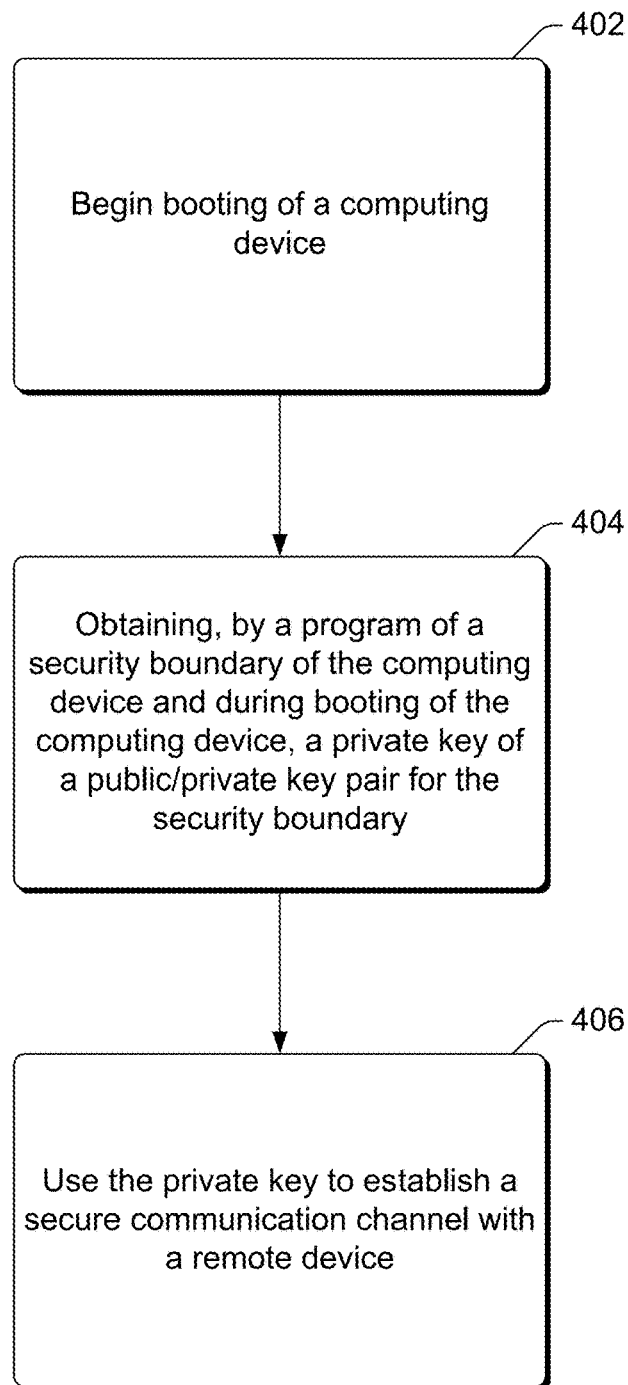 402
Begin booting of a computing
device
404
Obtaining, by a program of a
security boundary of the computing
device and during booting of the
computing device, a private key of
a public/private key pair for the
security boundary
406
Use the private key to establish a
secure communication channel with
a remote device